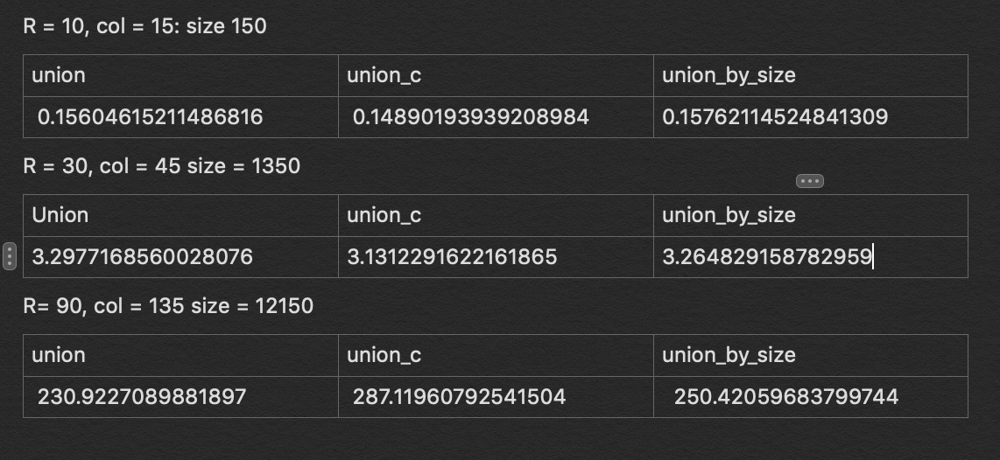 R = 10, col = 15: size 150
union union_c union_by_size
0.15604615211486816 0.14890193939208984 0.15762114524841309
R = 30, col = 45 size = 1350
Union union_c union_by_size
3.2977168560028076 3.1312291622161865 3.264829158782959
R= 90, col = 135 size = 12150
union union_c union_by_size
230.9227089881897 287.11960792541504 250.42059683799744